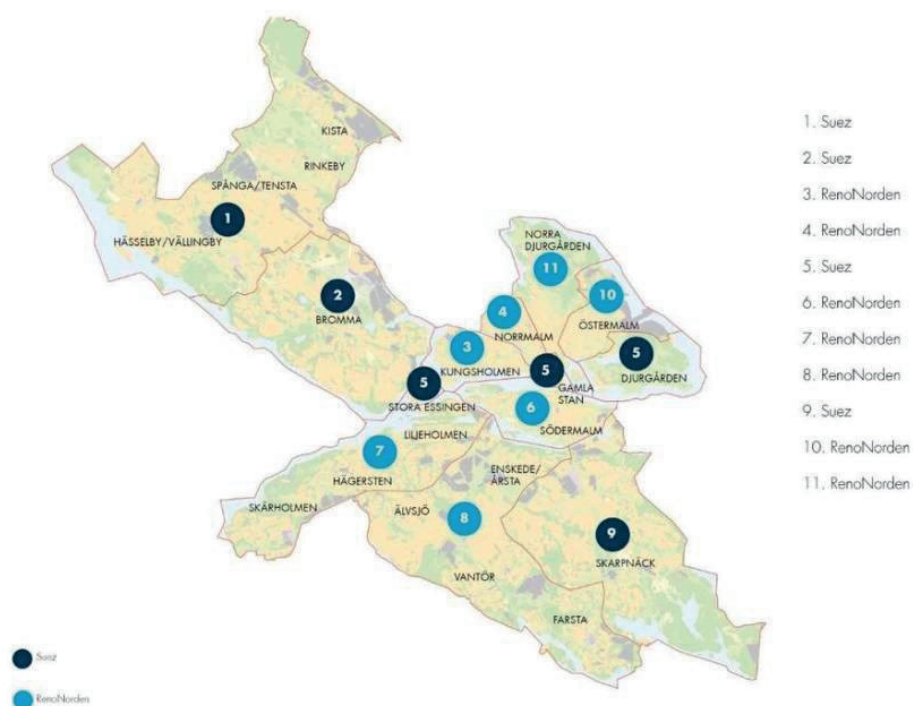 KISTA
RINKEBY
SPÅNGA/TENSTA
1
HÄSSELBY/VÄLLINGBY
2
BROMMA
NORRA
DJURGÅRDEN
11
10
ÖSTERMALM
4
NORRMALM
3
KUNGSHOLMEN
5
DJURGÅRDEN
5
GAMLA
STAN
5
STORA ESSINGEN
6
SÖDERMALM
LILJEHOLMEN
7
HÄGERSTEN
SKÄRHOLMEN
ENSKEDE/
ÅRSTA
ÄLVSJÖ
8
VANTÖR
9
SKARPNÄCK
FARSTA
1. Suez
2. Suez
3. RenoNorden
4. RenoNorden
5. Suez
6. RenoNorden
7. RenoNorden
8. RenoNorden
9. Suez
10. RenoNorden
11. RenoNorden
Suez
RenoNorden